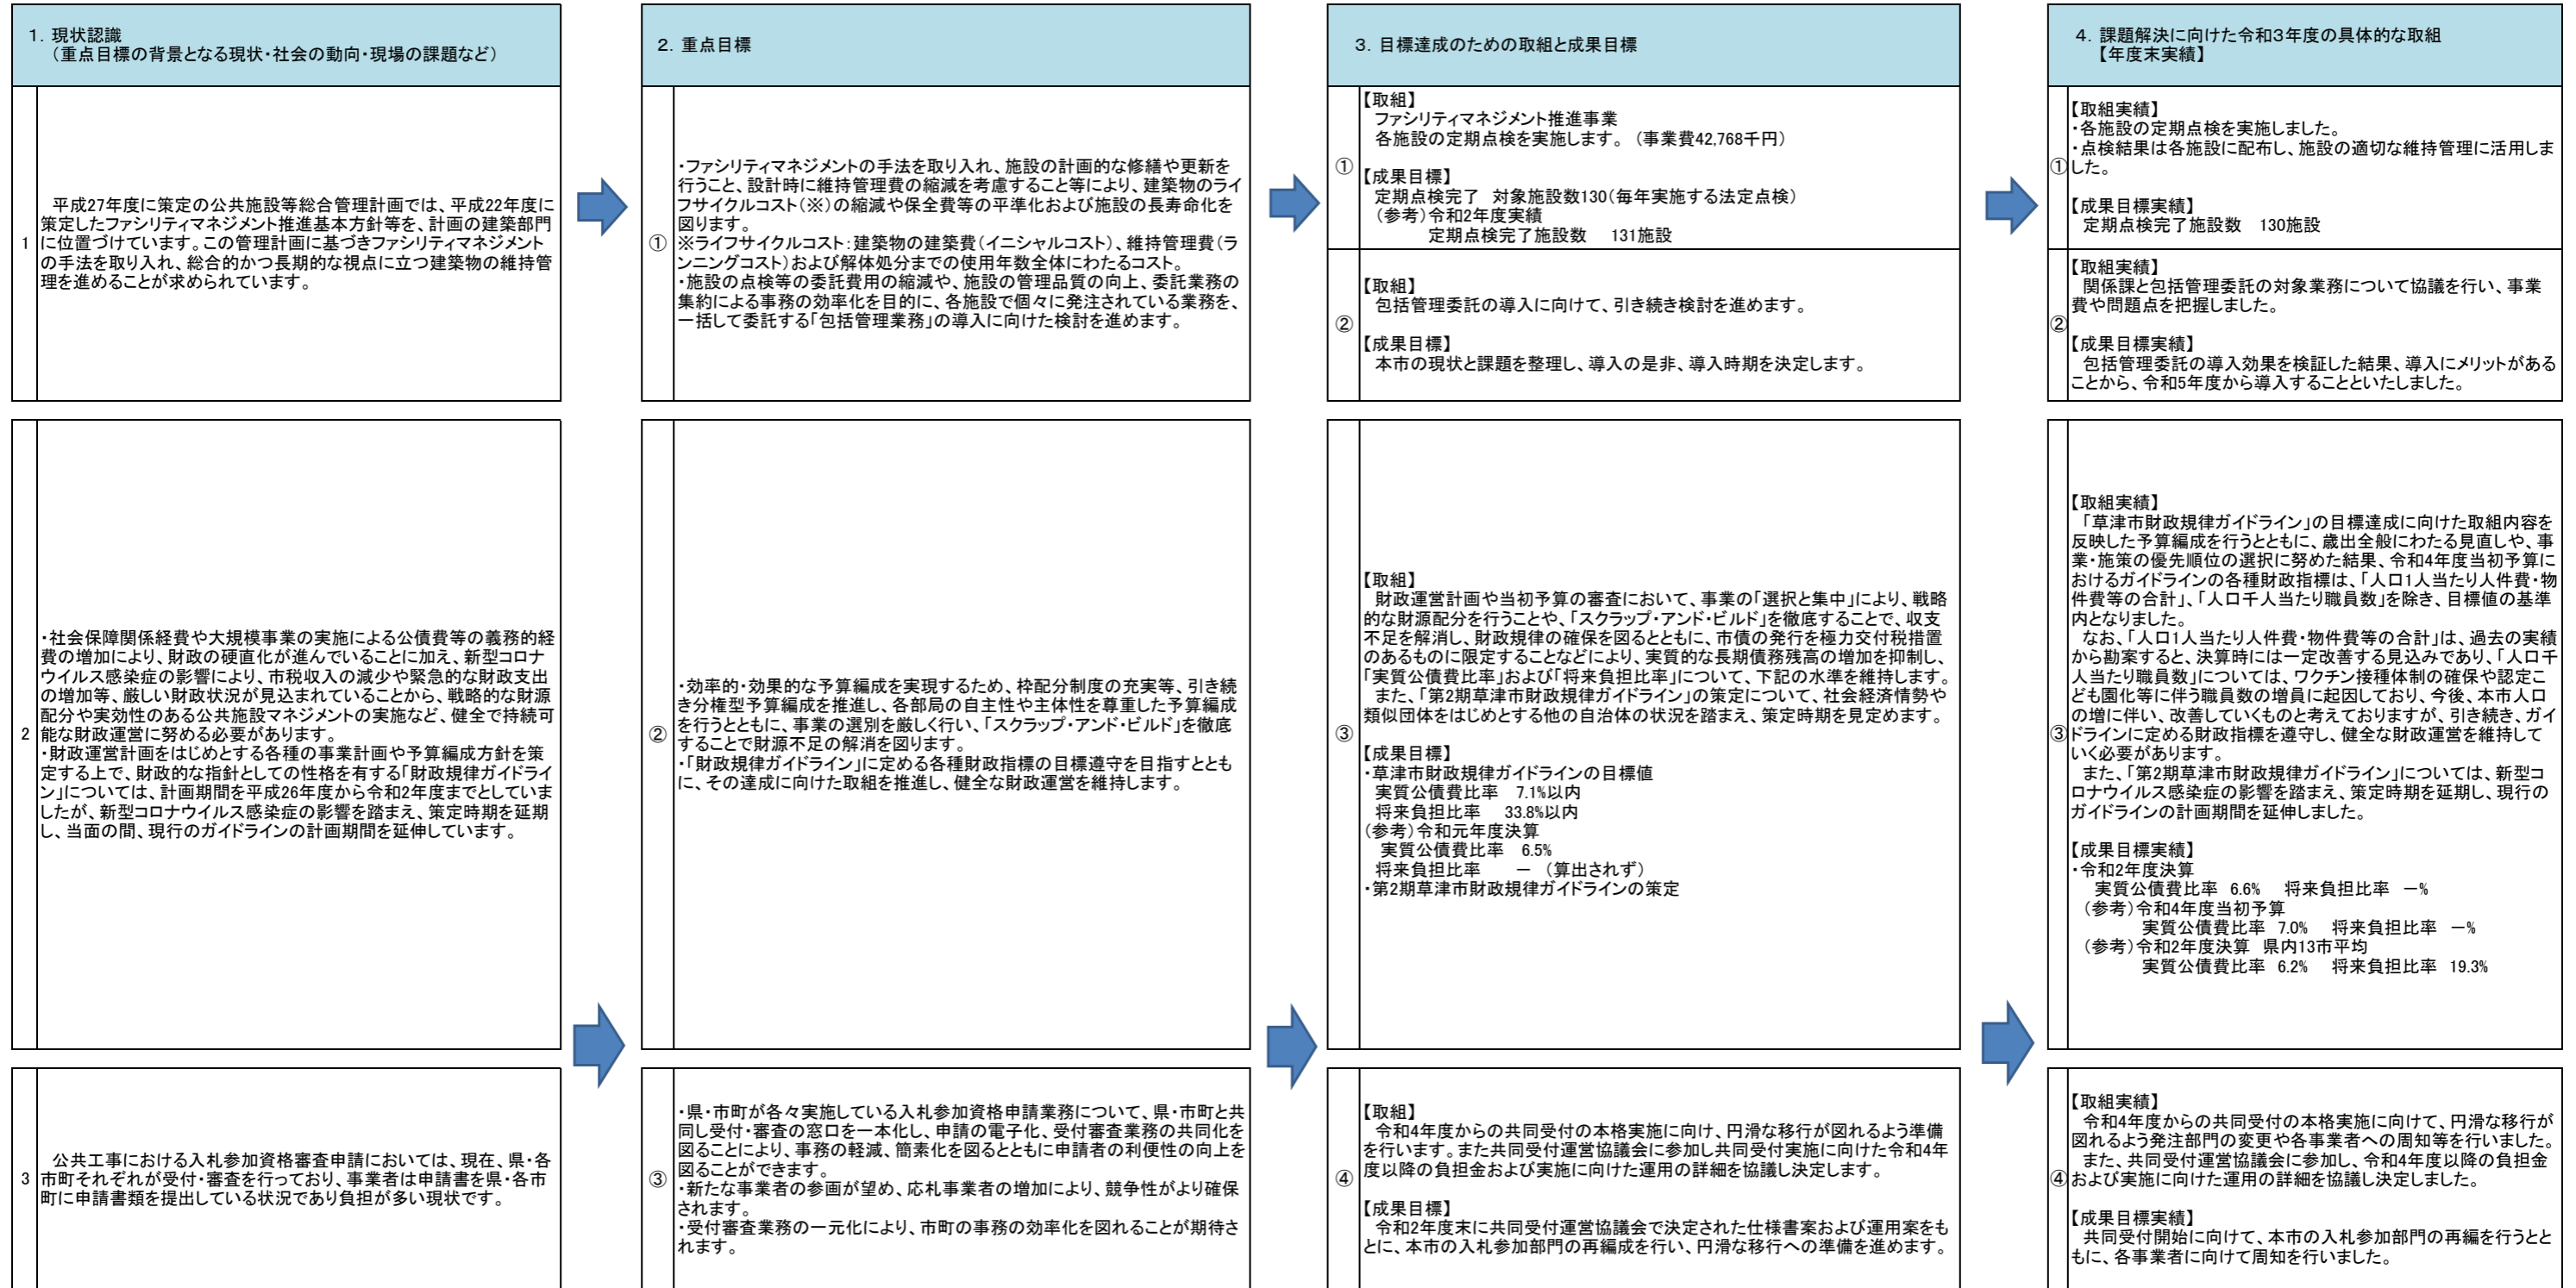 1．現状認識
（重点目標の背景となる現状・社会の動向・現場の課題など）
2．重点目標
3．目標達成のための取組と成果目標
4．課題解決に向けた令和3年度の具体的な取組
【年度末実績】
1
平成27年度に策定の公共施設等総合管理計画では、平成22年度に
策定したファシリティマネジメント推進基本方針等を、計画の建築部門
に位置づけています。この管理計画に基づきファシリティマネジメント
の手法を取り入れ、総合的かつ長期的な視点に立つ建築物の維持管
理を進めることが求められています。
①
・ファシリティマネジメントの手法を取り入れ、施設の計画的な修繕や更新を
行うこと、設計時に維持管理費の縮減を考慮すること等により、建築物のライ
フサイクルコスト（※）の縮減や保全費等の平準化および施設の長寿命化を
図ります。
※ライフサイクルコスト：建築物の建築費（イニシャルコスト）、維持管理費（ラ
ンニングコスト）および解体処分までの使用年数全体にわたるコスト。
・施設の点検等の委託費用の縮減や、施設の管理品質の向上、委託業務の
集約による事務の効率化を目的に、各施設で個々に発注されている業務を、
一括して委託する「包括管理業務」の導入に向けた検討を進めます。
①
【取組】
ファシリティマネジメント推進事業
各施設の定期点検を実施します。（事業費42,768千円）
【成果目標】
定期点検完了　対象施設数130（毎年実施する法定点検）
（参考）令和2年度実績
定期点検完了施設数　131施設
②
【取組】
包括管理委託の導入に向けて、引き続き検討を進めます。
【成果目標】
本市の現状と課題を整理し、導入の是非、導入時期を決定します。
①
【取組実績】
・各施設の定期点検を実施しました。
・点検結果は各施設に配布し、施設の適切な維持管理に活用しま
した。
【成果目標実績】
定期点検完了施設数　130施設
②
【取組実績】
関係課と包括管理委託の対象業務について協議を行い、事業
費や問題点を把握しました。
【成果目標実績】
包括管理委託の導入効果を検証した結果、導入にメリットがある
ことから、令和5年度から導入することといたしました。
2
・社会保障関係経費や大規模事業の実施による公債費等の義務的経
費の増加により、財政の硬直化が進んでいることに加え、新型コロナ
ウイルス感染症の影響により、市税収入の減少や緊急的な財政支出
の増加等、厳しい財政状況が見込まれていることから、戦略的な財源
配分や実効性のある公共施設マネジメントの実施など、健全で持続可
能な財政運営に努める必要があります。
・財政運営計画をはじめとする各種の事業計画や予算編成方針を策
定する上で、財政的な指針としての性格を有する「財政規律ガイドライ
ン」については、計画期間を平成26年度から令和2年度までとしていま
したが、新型コロナウイルス感染症の影響を踏まえ、策定時期を延期
し、当面の間、現行のガイドラインの計画期間を延伸しています。
②
・効率的・効果的な予算編成を実現するため、枠配分制度の充実等、引き続
き分権型予算編成を推進し、各部局の自主性や主体性を尊重した予算編成
を行うとともに、事業の選別を厳しく行い、「スクラップ・アンド・ビルド」を徹底
することで財源不足の解消を図ります。
・「財政規律ガイドライン」に定める各種財政指標の目標遵守を目指すととも
に、その達成に向けた取組を推進し、健全な財政運営を維持します。
③
【取組】
財政運営計画や当初予算の審査において、事業の「選択と集中」により、戦略
的な財源配分を行うことや、「スクラップ・アンド・ビルド」を徹底することで、収支
不足を解消し、財政規律の確保を図るとともに、市債の発行を極力交付税措置
のあるものに限定することなどにより、実質的な長期債務残高の増加を抑制し、
「実質公債費比率」および「将来負担比率」について、下記の水準を維持します。
また、「第2期草津市財政規律ガイドライン」の策定について、社会経済情勢や
類似団体をはじめとする他の自治体の状況を踏まえ、策定時期を見定めます。
【成果目標】
・草津市財政規律ガイドラインの目標値
実質公債費比率　7.1%以内
将来負担比率　33.8%以内
（参考）令和元年度決算
実質公債費比率　6.5%
将来負担比率　－　（算出されず）
・第2期草津市財政規律ガイドラインの策定
③
【取組実績】
「草津市財政規律ガイドライン」の目標達成に向けた取組内容を
反映した予算編成を行うとともに、歳出全般にわたる見直しや、事
業・施策の優先順位の選択に努めた結果、令和4年度当初予算に
おけるガイドラインの各種財政指標は、「人口1人当たり人件費・物
件費等の合計」、「人口千人当たり職員数」を除き、目標値の基準
内となりました。
なお、「人口1人当たり人件費・物件費等の合計」は、過去の実績
から勘案すると、決算時には一定改善する見込みであり、「人口千
人当たり職員数」については、ワクチン接種体制の確保や認定こ
ども園化等に伴う職員数の増員に起因しており、今後、本市人口
の増に伴い、改善していくものと考えておりますが、引き続き、ガイ
ドラインに定める財政指標を遵守し、健全な財政運営を維持して
いく必要があります。
また、「第2期草津市財政規律ガイドライン」については、新型コ
ロナウイルス感染症の影響を踏まえ、策定時期を延期し、現行の
ガイドラインの計画期間を延伸しました。
【成果目標実績】
・令和2年度決算
実質公債費比率　6.6%　将来負担比率　－%
（参考）令和4年度当初予算
実質公債費比率　7.0%　将来負担比率　－%
（参考）令和2年度決算　県内13市平均
実質公債費比率　6.2%　将来負担比率　19.3%
3
公共工事における入札参加資格審査申請においては、現在、県・各
市町それぞれが受付・審査を行っており、事業者は申請書を県・各市
町に申請書類を提出している状況であり負担が多い現状です。
③
・県・市町が各々実施している入札参加資格申請業務について、県・市町と共
同し受付・審査の窓口を一本化し、申請の電子化、受付審査業務の共同化を
図ることにより、事務の軽減、簡素化を図るとともに申請者の利便性の向上を
図ることができます。
・新たな事業者の参画が望め、応札事業者の増加により、競争性がより確保
されます。
・受付審査業務の一元化により、市町の事務の効率化を図れることが期待さ
れます。
④
【取組】
令和4年度からの共同受付の本格実施に向け、円滑な移行が図れるよう準備
を行います。また共同受付運営協議会に参加し共同受付実施に向けた令和4年
度以降の負担金および実施に向けた運用の詳細を協議し決定します。
【成果目標】
令和2年度末に共同受付運営協議会で決定された仕様書案および運用案をも
とに、本市の入札参加部門の再編成を行い、円滑な移行への準備を進めます。
④
【取組実績】
令和4年度からの共同受付の本格実施に向けて、円滑な移行が
図れるよう発注部門の変更や各事業者への周知等を行いました。
また、共同受付運営協議会に参加し、令和4年度以降の負担金
および実施に向けた運用の詳細を協議し決定しました。
【成果目標実績】
共同受付開始に向けて、本市の入札参加部門の再編を行うとと
もに、各事業者に向けて周知を行いました。